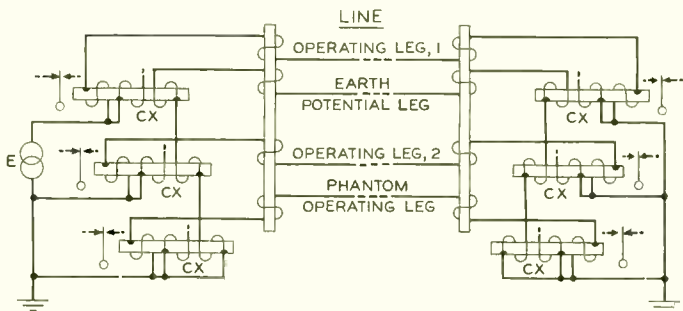 LINE
OPERATING LEG, 1
EARTH
POTENTIAL LEG
CX
CX
E
OPERATING LEG, 2
CX
CX
PHANTOM
OPERATING LEG
CX
CX